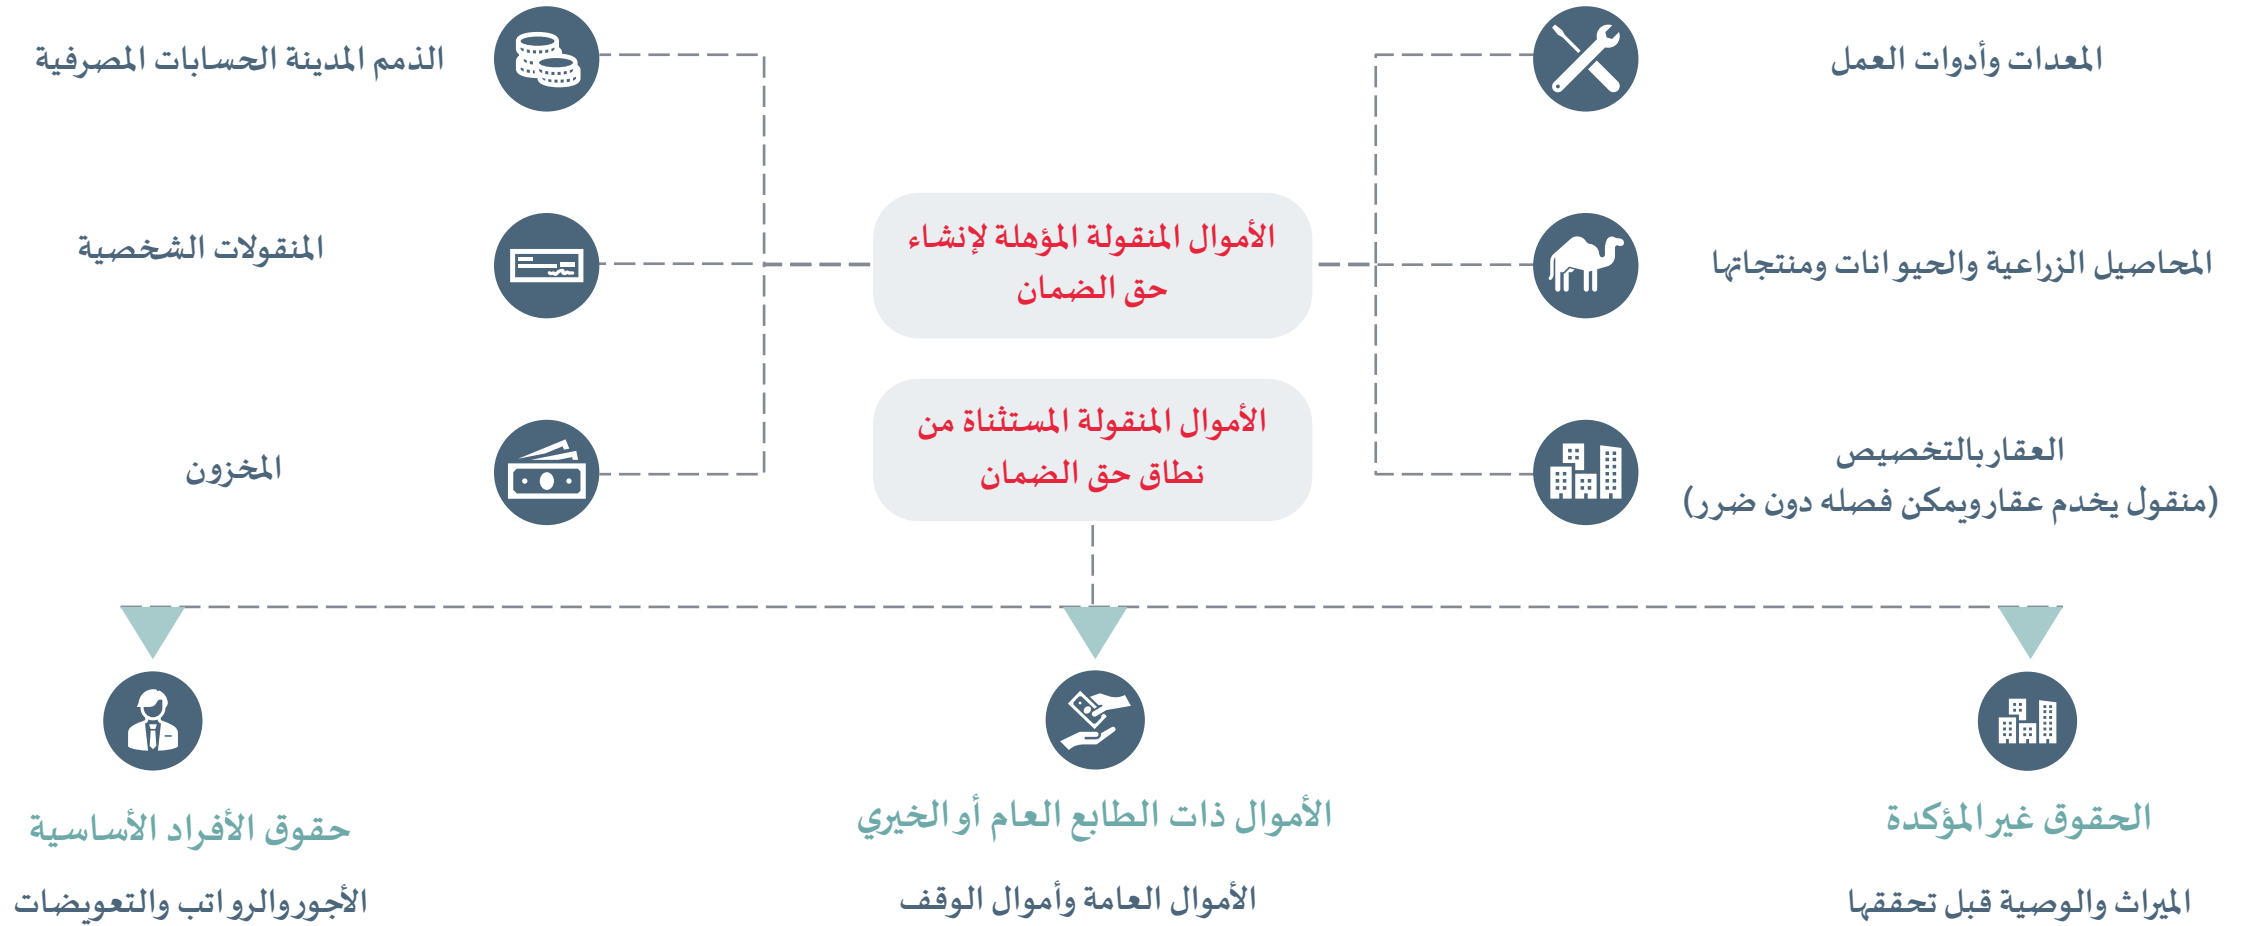 الأموال المنقولة المؤهلة لإنشاء
حق الضمان
المعدات وأدوات العمل
المحاصيل الزراعية والحيوانات ومنتجاتها
العقار بالتخصيص
(منقول يخدم عقار ويمكن فصله دون ضرر)
الذمم المدينة الحسابات المصرفية
المنقولات الشخصية
المخزون
الأموال المنقولة المستثناة من
نطاق حق الضمان
الحقوق غير المؤكدة
الميراث والوصية قبل تحققها
الأموال ذات الطابع العام أو الخيري
الأموال العامة وأموال الوقف
حقوق الأفراد الأساسية
الأجور والرواتب والتعويضات